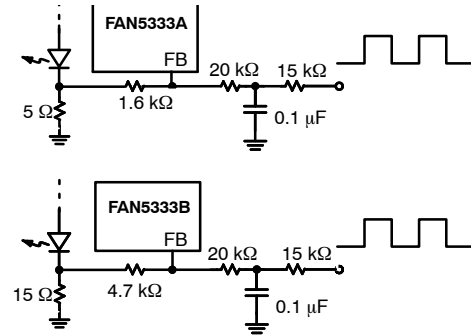 FAN5333A
FB
20 kΩ
15 kΩ
5 Ω
1.6 kΩ
0.1 μF
FAN5333B
FB
20 kΩ
15 kΩ
15 Ω
4.7 kΩ
0.1 μF